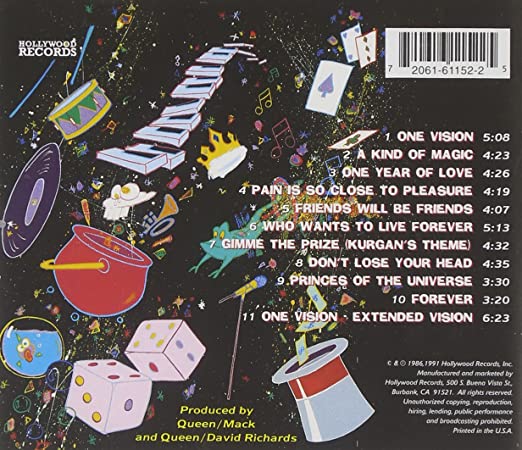 HOLLYWOOD
RECORDS
7 2061-61152-2 5
1 ONE VISION 5:08
2 A KIND OF MAGIC 4:23
3 ONE YEAR OF LOVE 4:26
4 PAIN IS SO CLOSE TO PLEASURE 4:19
5 FRIENDS WILL BE FRIENDS 4:07
6 WHO WANTS TO LIVE FOREVER 5:13
7 GIMME THE PRIZE (KURGAN'S THEME) 4:32
8 DON'T LOSE YOUR HEAD 4:35
9 PRINCES OF THE UNIVERSE 3:30
10 FOREVER 3:20
11 ONE VISION - EXTENDED VISION 6:23
Produced by
Queen/Mack
and Queen/David Richards
© & ℗ 1986,1991 Hollywood Records, Inc.
Manufactured and marketed by
Hollywood Records, 500 S. Buena Vista St.,
Burbank, CA 91521. All rights reserved.
Unauthorized copying, reproduction,
hiring, lending, public performance
and broadcasting prohibited.
Printed in the U.S.A.